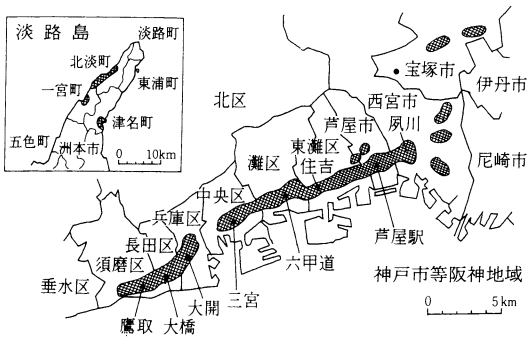 淡路島
淡路町
北淡町
東浦町
一宮町
津名町
五色町
洲本市
0 10km
宝塚市
伊丹市
北区
西宮市
芦屋市
夙川
東灘区
灘区
住吉
尼崎市
中央区
兵庫区
芦屋駅
長田区
六甲道
須磨区
神戸市等阪神地域
垂水区
三宮
大開
鷹取
大橋
0 5km